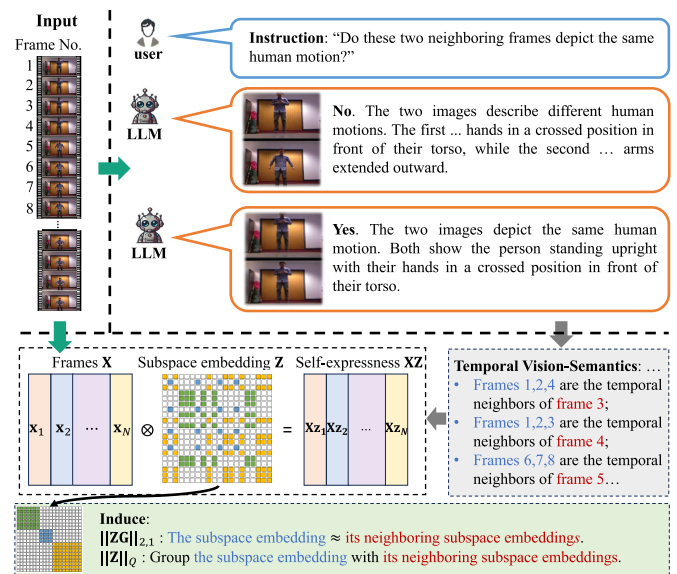 Input
Frame No.
1
2
3
4
5
6
7
8
user
Instruction: “Do these two neighboring frames depict the same
human motion?”
LLM
No. The two images describe different human
motions. The first ... hands in a crossed position in
front of their torso, while the second … arms
extended outward.
LLM
Yes. The two images depict the same human
motion. Both show the person standing upright
with their hands in a crossed position in front of
their torso.
Frames X
x1 x2 ... xN
⊗
Subspace embedding Z
=
Self-expressness XZ
Xz1 Xz2 ... XzN
Temporal Vision-Semantics: …
• Frames 1,2,4 are the temporal
neighbors of frame 3;
• Frames 1,2,3 are the temporal
neighbors of frame 4;
• Frames 6,7,8 are the temporal
neighbors of frame 5…
Induce:
||ZG||2,1 : The subspace embedding ≈ its neighboring subspace embeddings.
||Z||Q : Group the subspace embedding with its neighboring subspace embeddings.